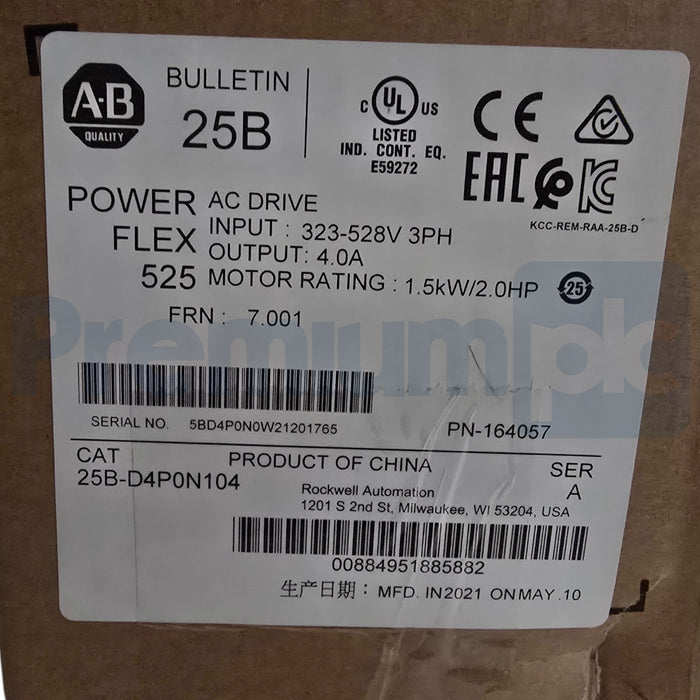 A-B
QUALITY
BULLETIN
25B
C UL US
LISTED
IND. CONT. EQ.
E59272
CE
EAC
KC
KCC-REM-RAA-25B-D
POWER
FLEX
525
AC DRIVE
INPUT : 323-528V 3PH
OUTPUT: 4.0A
MOTOR RATING : 1.5kW/2.0HP
25
FRN : 7.001
Premium plc
SERIAL NO. 5BD4P0N0W21201765
PN-164057
CAT
25B-D4P0N104
PRODUCT OF CHINA
Rockwell Automation
1201 S 2nd St, Milwaukee, WI 53204, USA
SER
A
00884951885882
生产日期： MFD. IN2021 ONMAY .10